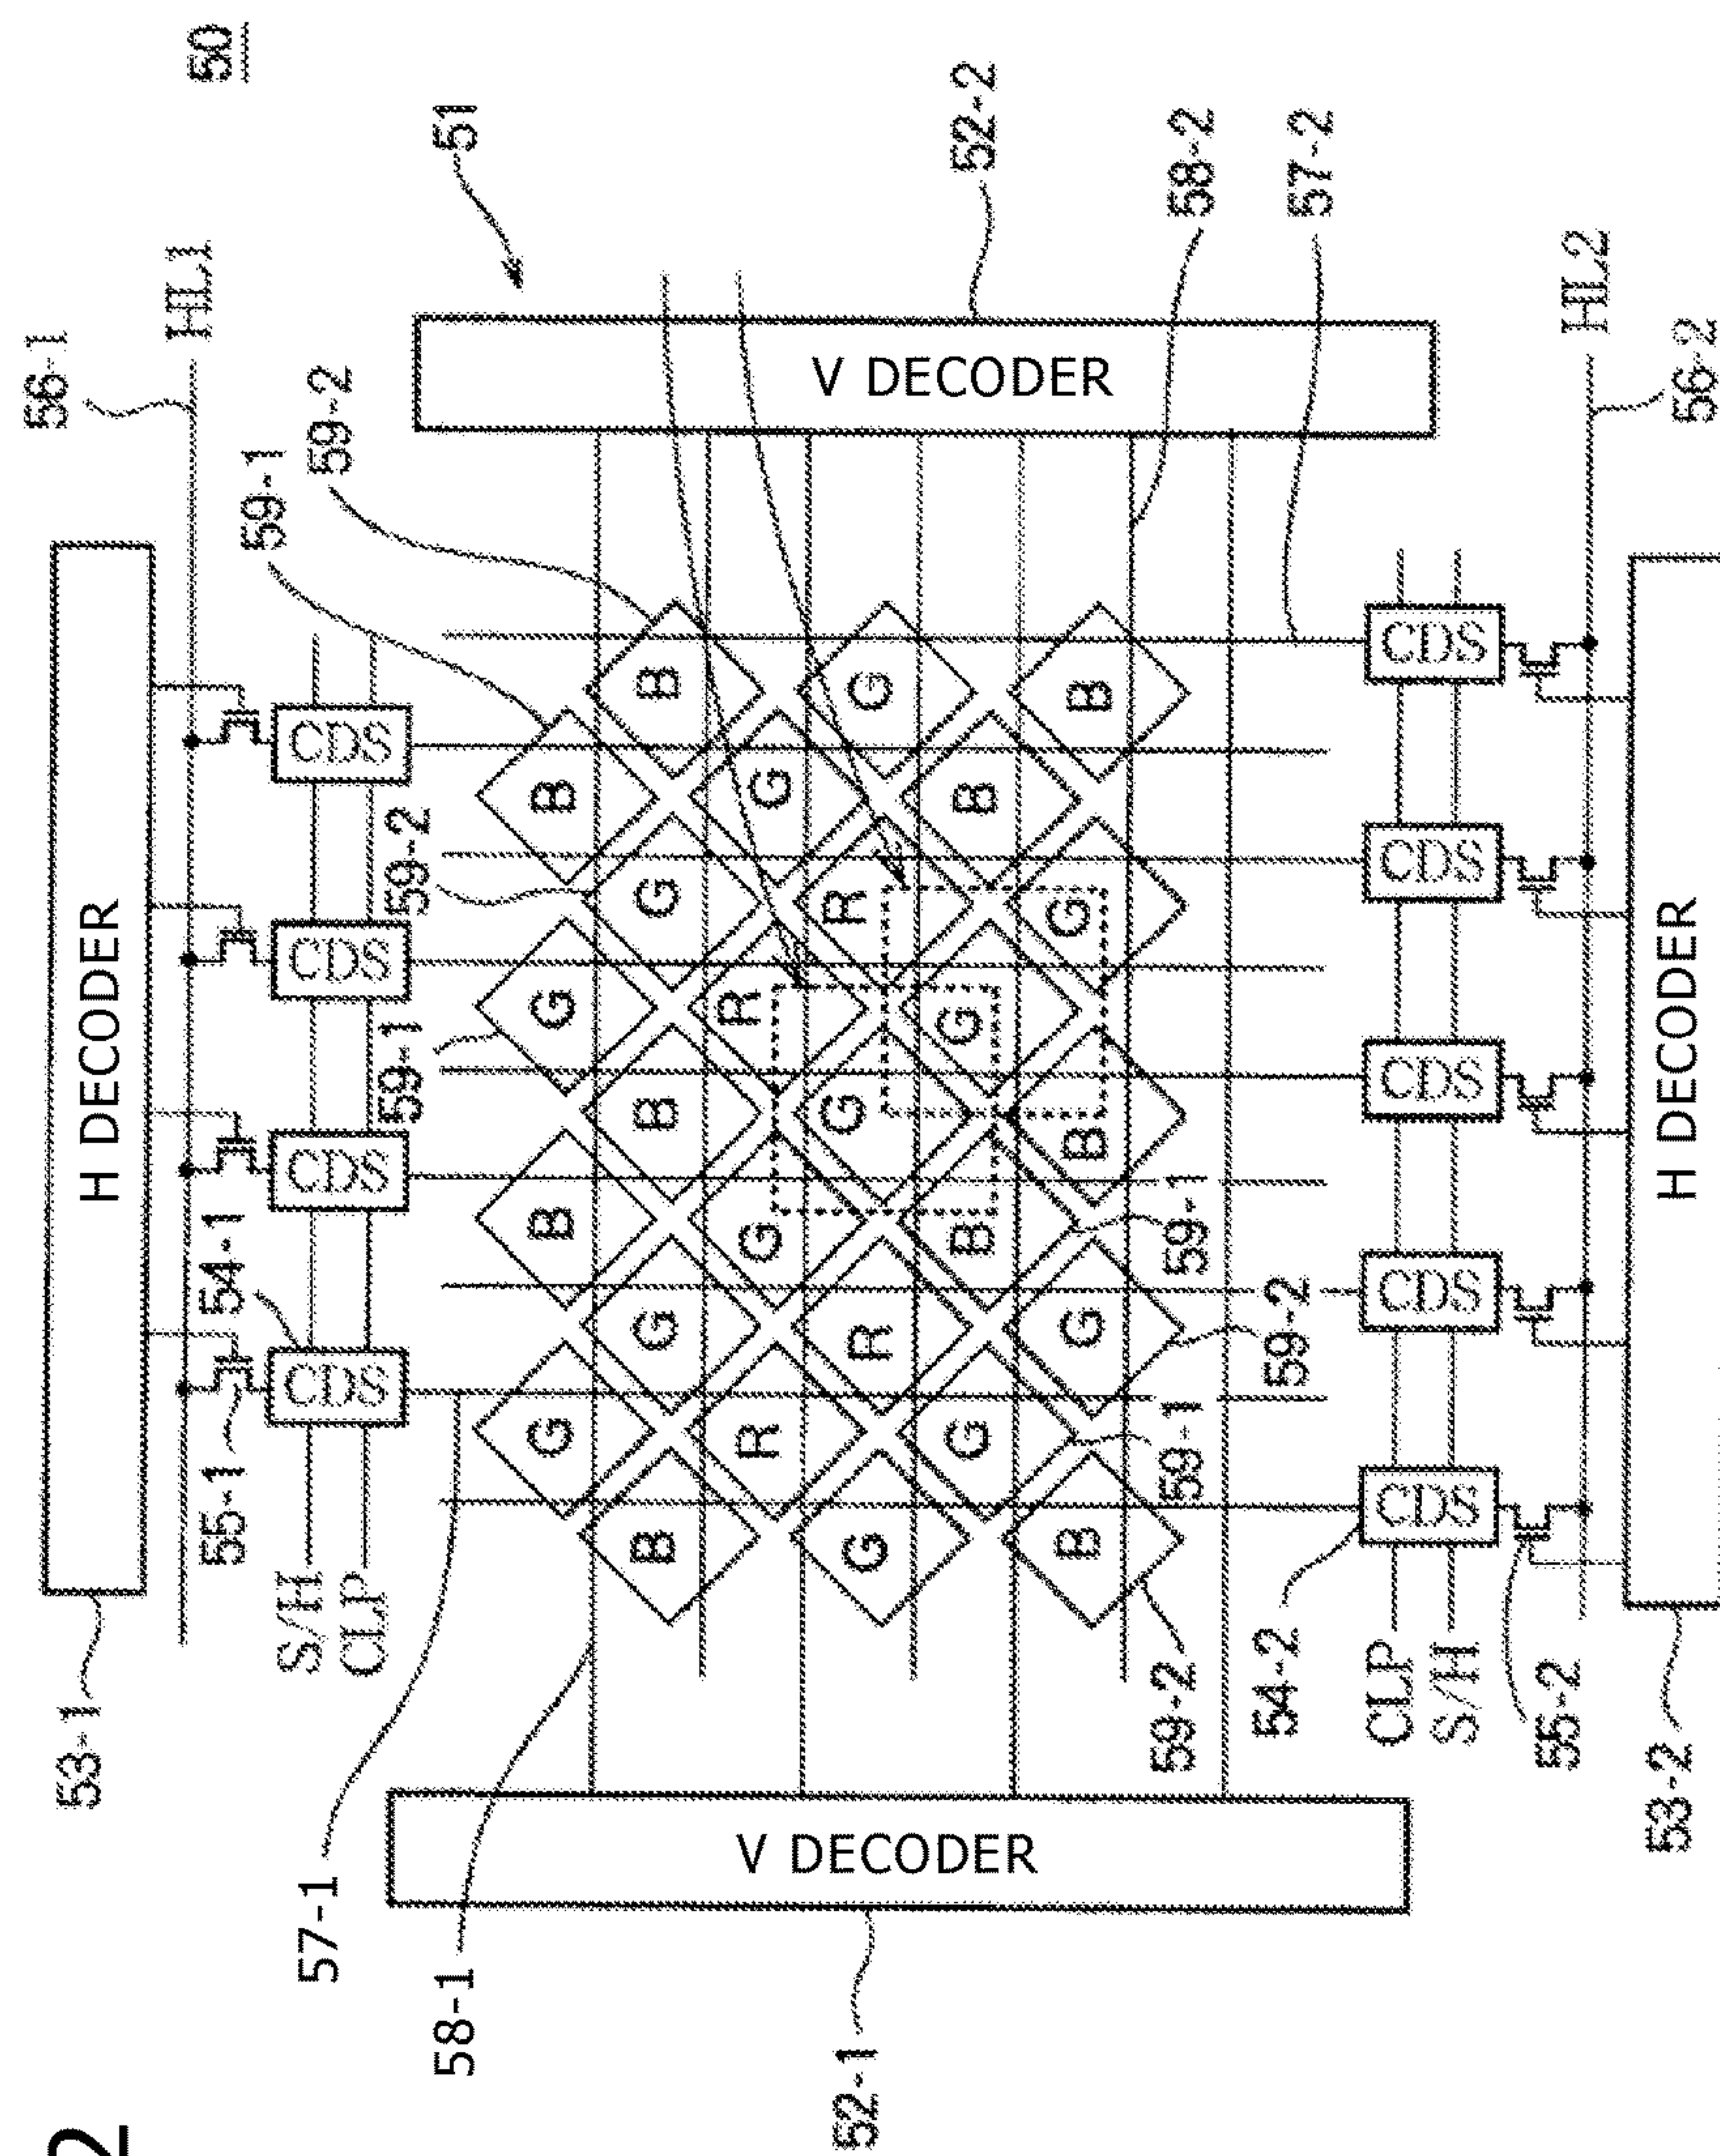 2
50
53-1
56-1
H DECODER
HL1
55-1
54-1
59-1
59-2
S/H
CLP
CDS
CDS
CDS
CDS
57-1
59-1
59-2
58-1
51
G B G B
B G B G B
R G R G
G R G R G
G B G B
B G B G B
V DECODER
V DECODER
52-1
52-2
59-2
59-1
59-1
58-2
54-2
59-2
57-2
CLP
S/H
CDS
CDS
CDS
CDS
CDS
55-2
HL2
53-2
H DECODER
56-2